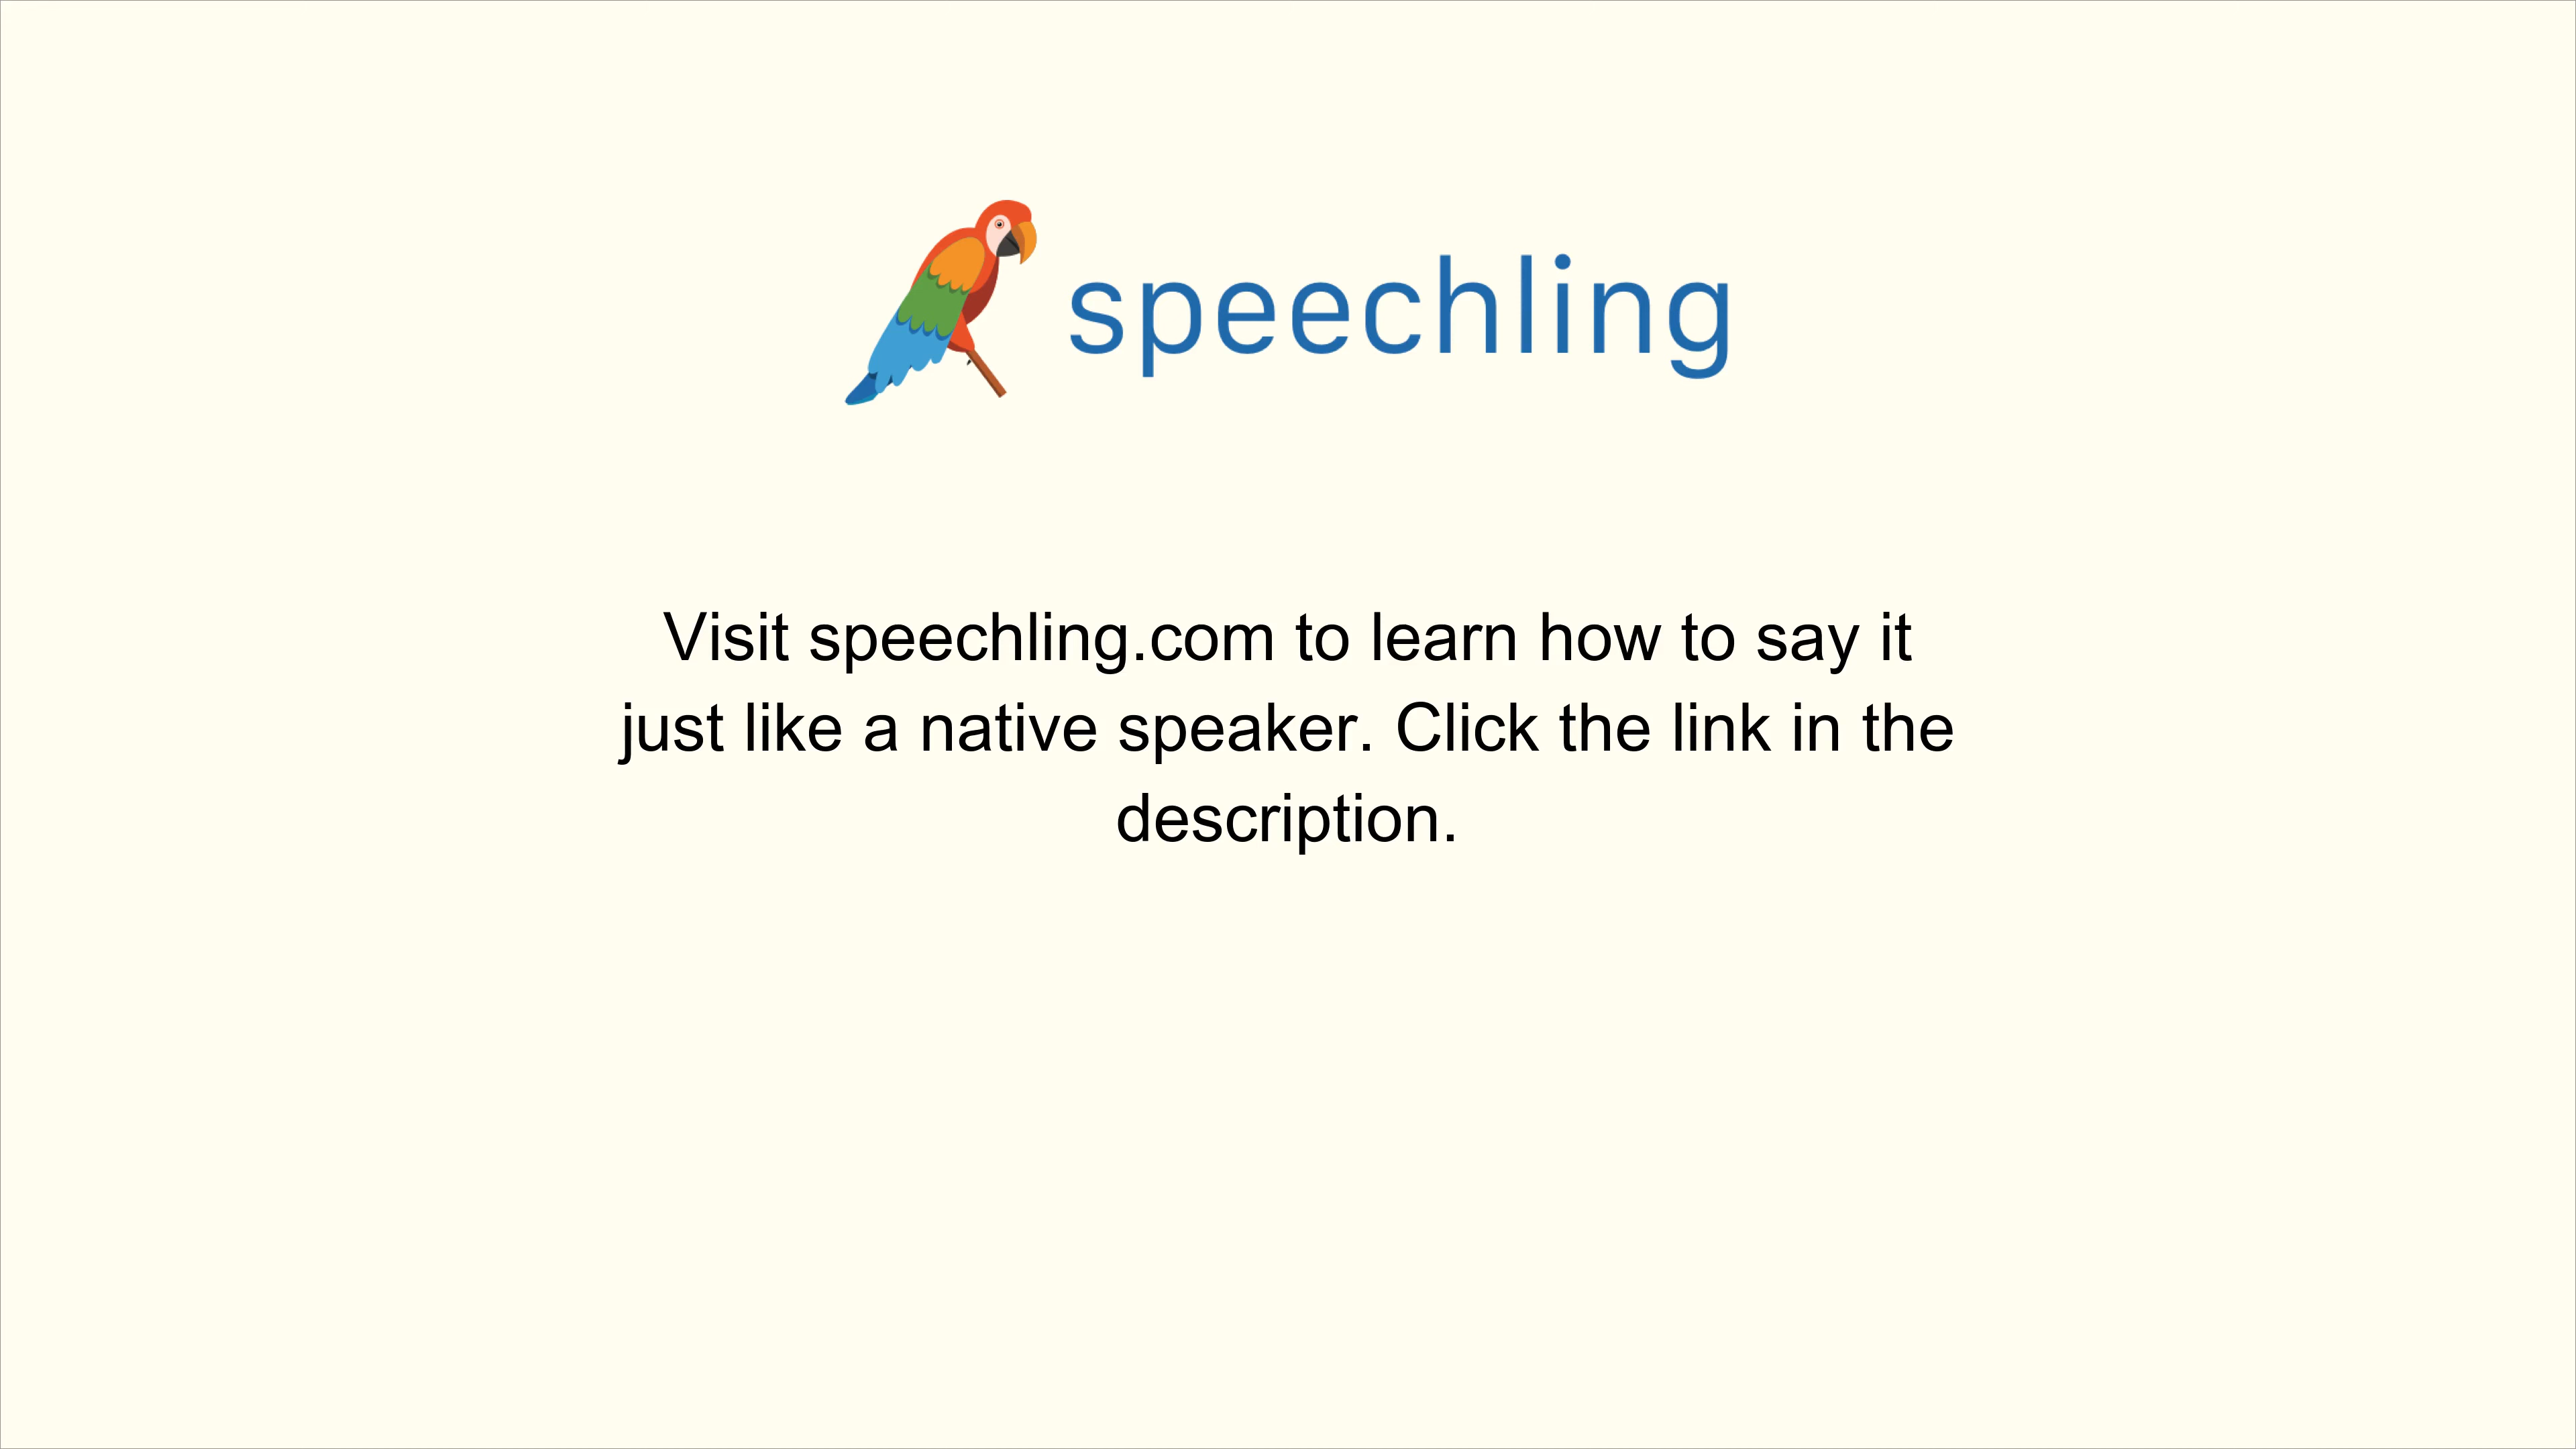 speechling
Visit speechling.com to learn how to say it
just like a native speaker. Click the link in the
description.